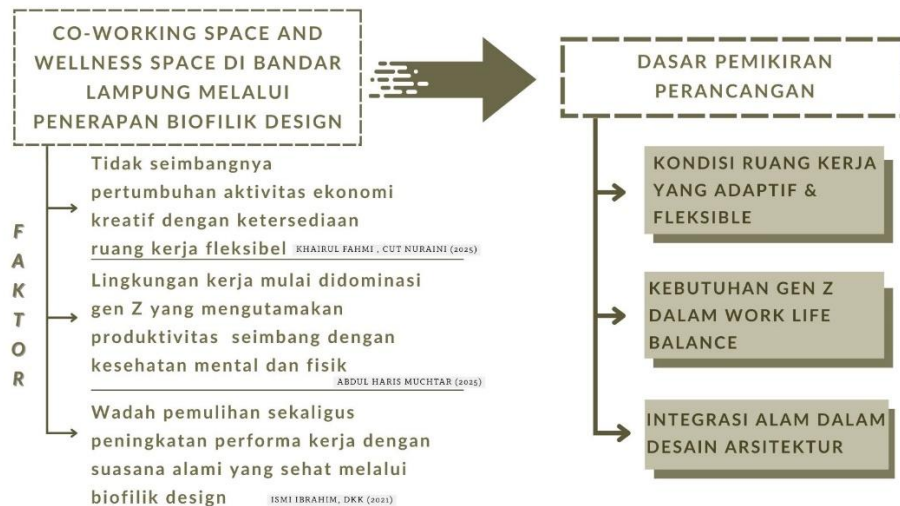 CO-WORKING SPACE AND
WELLNESS SPACE DI BANDAR
LAMPUNG MELALUI
PENERAPAN BIOFILIK DESIGN
FAKTOR
Tidak seimbangnya
pertumbuhan aktivitas ekonomi
kreatif dengan ketersediaan
ruang kerja fleksibel KHAIRUL FAHMI , CUT NURAINI (2025)
Lingkungan kerja mulai didominasi
gen Z yang mengutamakan
produktivitas seimbang dengan
kesehatan mental dan fisik
ABDUL HARIS MUCHTAR (2025)
Wadah pemulihan sekaligus
peningkatan performa kerja dengan
suasana alami yang sehat melalui
biofilik design ISMI IBRAHIM, DKK (2021)
DASAR PEMIKIRAN
PERANCANGAN
KONDISI RUANG KERJA
YANG ADAPTIF &
FLEKSIBLE
KEBUTUHAN GEN Z
DALAM WORK LIFE
BALANCE
INTEGRASI ALAM DALAM
DESAIN ARSITEKTUR